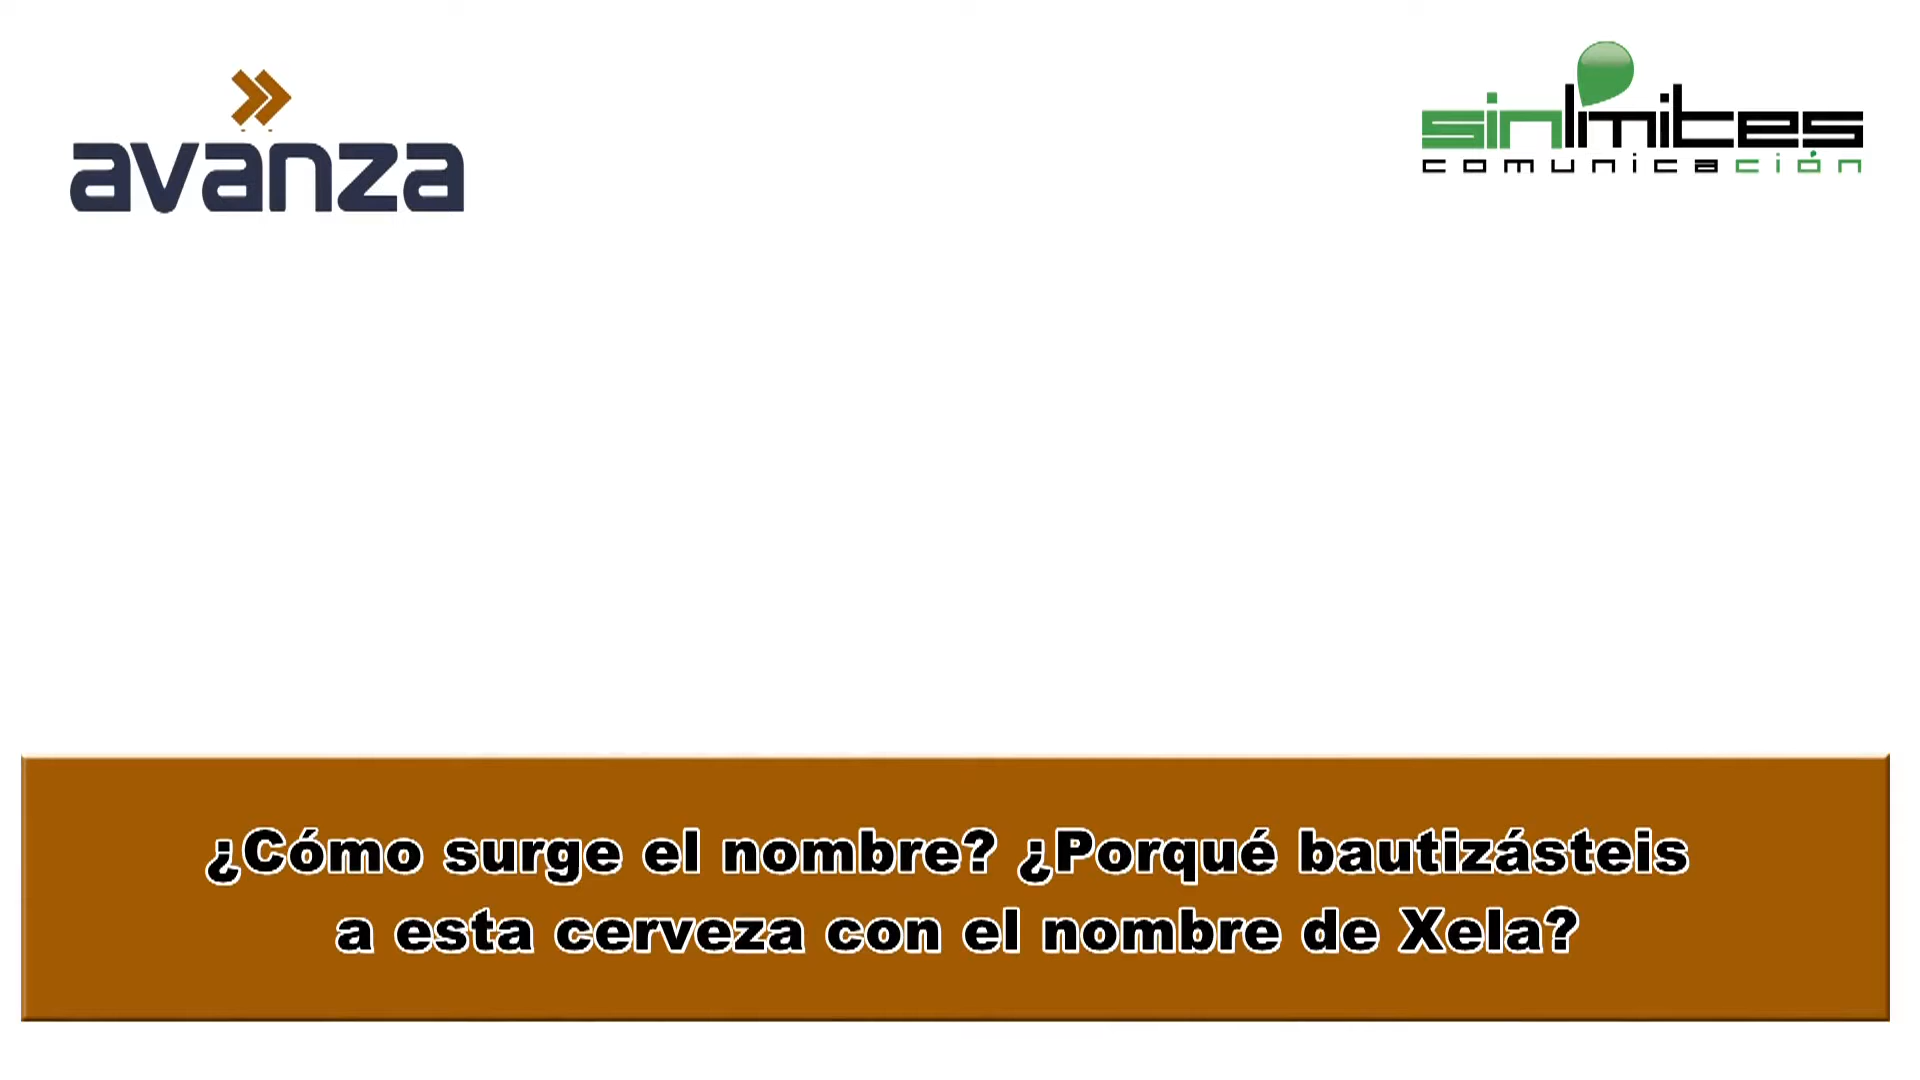 avanza
sinlimites
comunicación
¿Cómo surge el nombre? ¿Porqué bautizásteis
a esta cerveza con el nombre de Xela?